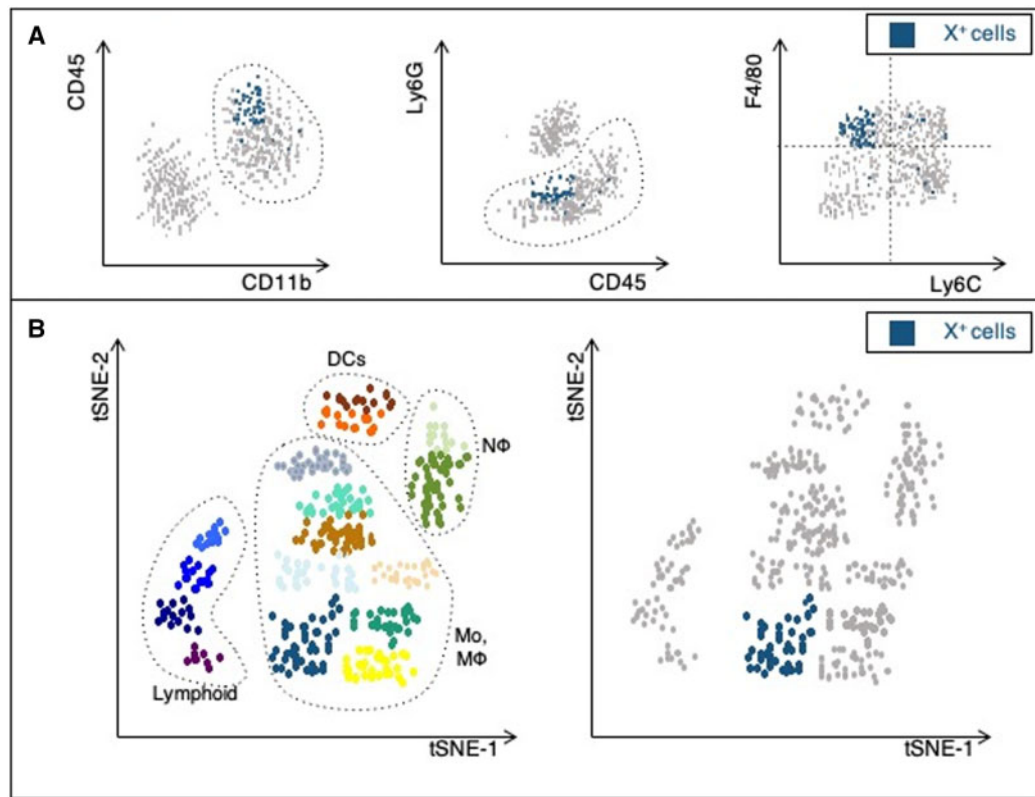 A
X⁺ cells
CD45
CD11b
Ly6G
CD45
F4/80
Ly6C
B
X⁺ cells
tSNE-2
DCs
NΦ
Mo,
MΦ
Lymphoid
tSNE-1
tSNE-2
tSNE-1